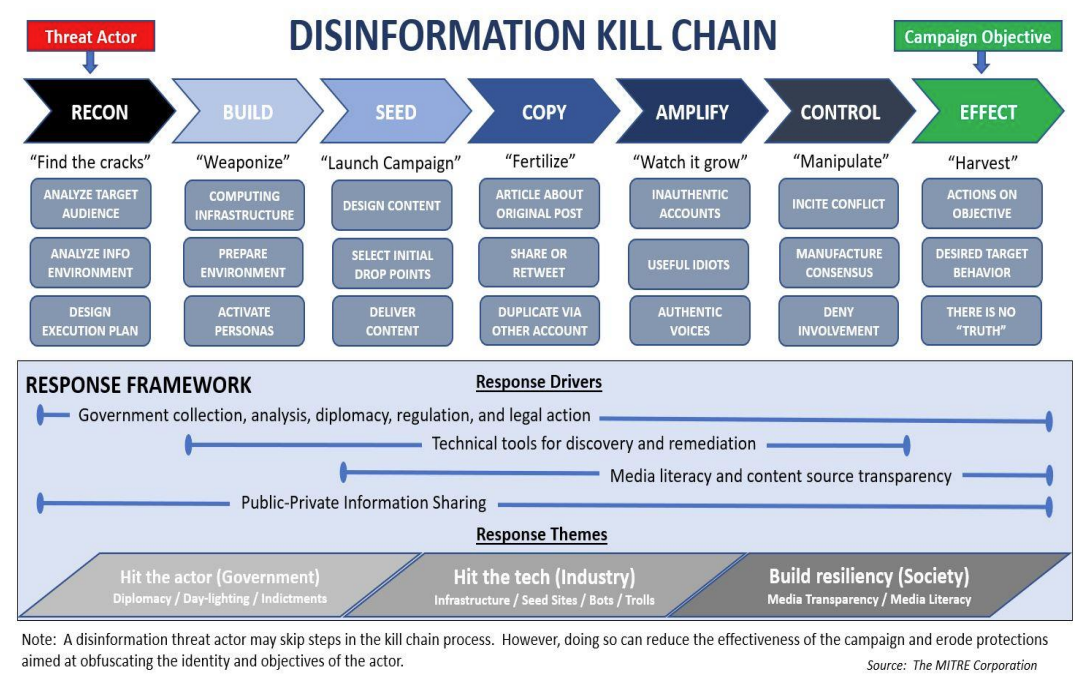 DISINFORMATION KILL CHAIN
Threat Actor
Campaign Objective
RECON
BUILD
SEED
COPY
AMPLIFY
CONTROL
EFFECT
“Find the cracks”
“Weaponize”
“Launch Campaign”
“Fertilize”
“Watch it grow”
“Manipulate”
“Harvest”
ANALYZE TARGET
AUDIENCE
COMPUTING
INFRASTRUCTURE
DESIGN CONTENT
ARTICLE ABOUT
ORIGINAL POST
INAUTHENTIC
ACCOUNTS
INCITE CONFLICT
ACTIONS ON
OBJECTIVE
ANALYZE INFO
ENVIRONMENT
PREPARE
ENVIRONMENT
SELECT INITIAL
DROP POINTS
SHARE OR
RETWEET
USEFUL IDIOTS
MANUFACTURE
CONSENSUS
DESIRED TARGET
BEHAVIOR
DESIGN
EXECUTION PLAN
ACTIVATE
PERSONAS
DELIVER
CONTENT
DUPLICATE VIA
OTHER ACCOUNT
AUTHENTIC
VOICES
DENY
INVOLVEMENT
THERE IS NO
“TRUTH”
RESPONSE FRAMEWORK
Response Drivers
Government collection, analysis, diplomacy, regulation, and legal action
Technical tools for discovery and remediation
Media literacy and content source transparency
Public-Private Information Sharing
Response Themes
Hit the actor (Government)
Diplomacy / Day-lighting / Indictments
Hit the tech (Industry)
Infrastructure / Seed Sites / Bots / Trolls
Build resiliency (Society)
Media Transparency / Media Literacy
Note: A disinformation threat actor may skip steps in the kill chain process. However, doing so can reduce the effectiveness of the campaign and erode protections
aimed at obfuscating the identity and objectives of the actor.
Source: The MITRE Corporation